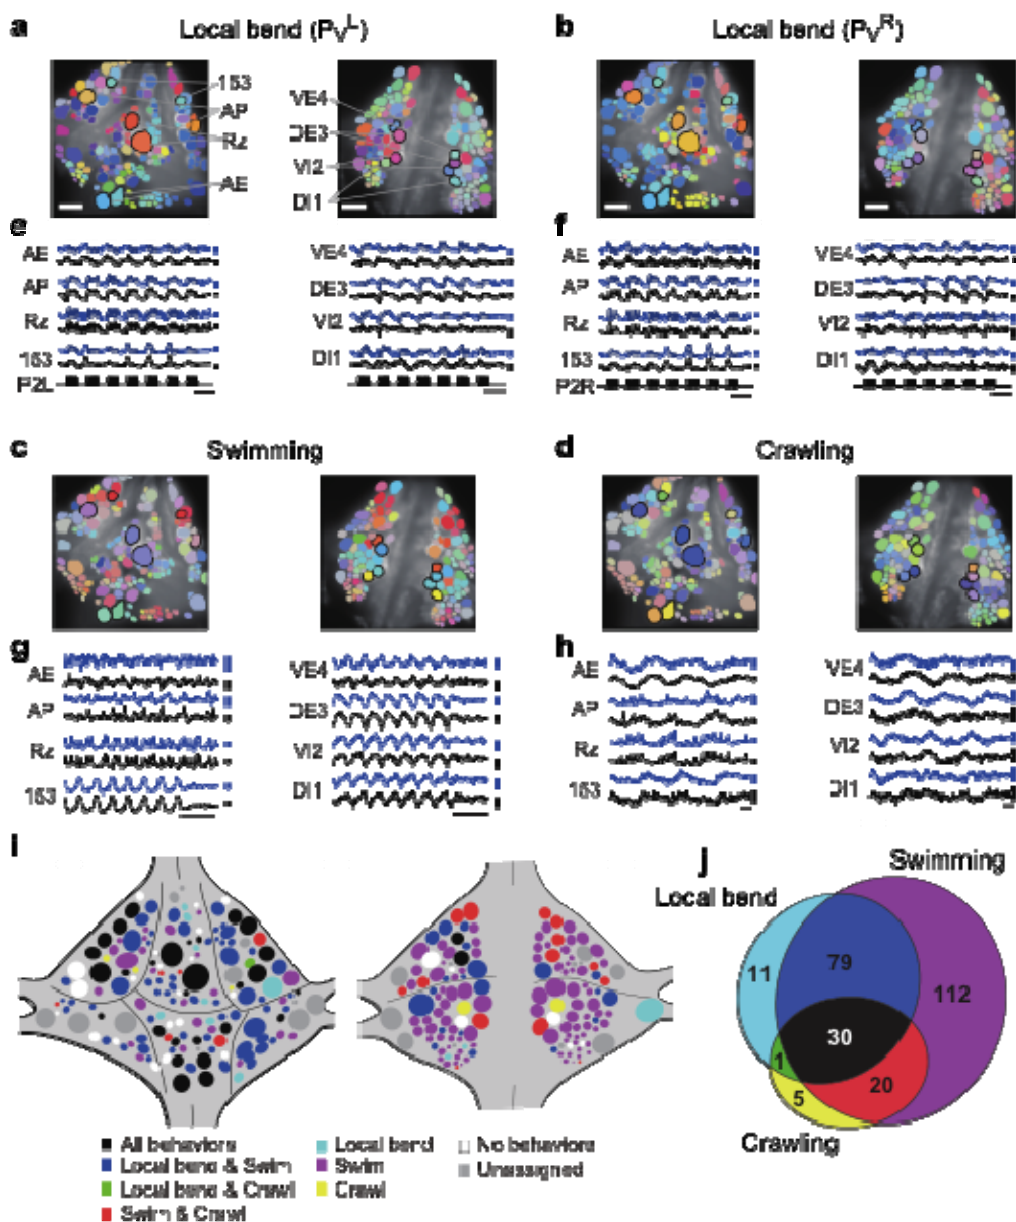 a Local bend (PVL)
b Local bend (PVR)
153
AP
Rz
AE
VE4
DE3
VI2
DI1
e
AE
AP
Rz
153
P2L
VE4
DE3
VI2
DI1
f
AE
AP
Rz
153
P2R
VE4
DE3
VI2
DI1
c Swimming
d Crawling
g
AE
AP
Rz
153
VE4
DE3
VI2
DI1
h
AE
AP
Rz
153
VE4
DE3
VI2
DI1
i
j
Swimming
Local bend
11
79
112
30
1
20
5
Crawling
All behaviors
Local bend & Swim
Local bend & Crawl
Swim & Crawl
Local bend
Swim
Crawl
No behaviors
Unassigned